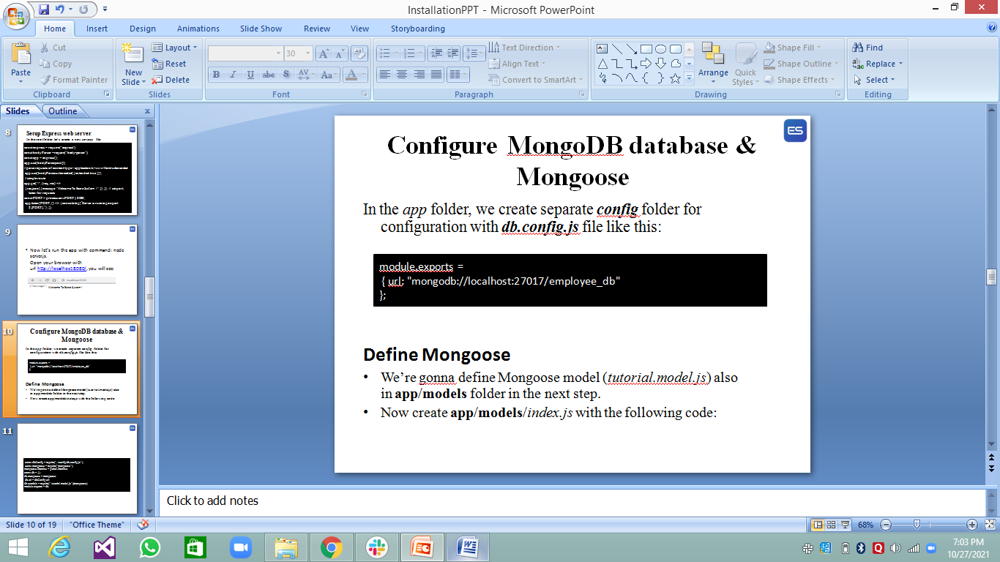 InstallationPPT - Microsoft PowerPoint
Home Insert Design Animations Slide Show Review View Storyboarding
Paste
Cut
Copy
Format Painter
Clipboard
New Slide
Layout
Reset
Delete
Slides
30
B I U abc S AV Aa A
Font
Text Direction
Align Text
Convert to SmartArt
Paragraph
Arrange
Quick Styles
Shape Fill
Shape Outline
Shape Effects
Drawing
Find
Replace
Select
Editing
Slides Outline x
8
Setup Express web server
9
Now let's run the app with command: node
server.js.
Open your browser with
url http://localhost:8080/, you will see:
10
Configure MongoDB database &
Mongoose
Define Mongoose
11
ES
Configure MongoDB database &
Mongoose
In the app folder, we create separate config folder for
configuration with db.config.js file like this:
module.exports =
{ url: "mongodb://localhost:27017/employee_db"
};
Define Mongoose
• We’re gonna define Mongoose model (tutorial.model.js) also
in app/models folder in the next step.
• Now create app/models/index.js with the following code:
Click to add notes
Slide 10 of 19 "Office Theme" 68%
7:03 PM
10/27/2021